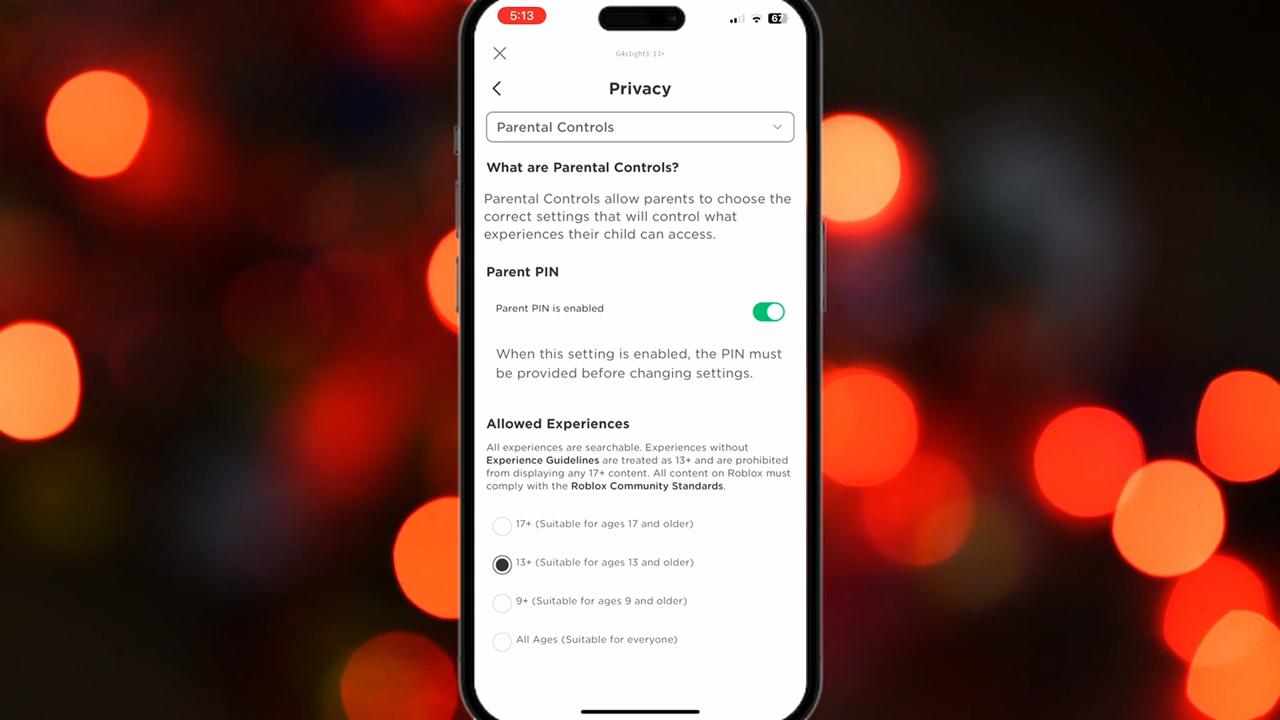 5:13
67
G4s1ight3: 13+
Privacy
Parental Controls
What are Parental Controls?
Parental Controls allow parents to choose the
correct settings that will control what
experiences their child can access.
Parent PIN
Parent PIN is enabled
When this setting is enabled, the PIN must
be provided before changing settings.
Allowed Experiences
All experiences are searchable. Experiences without
Experience Guidelines are treated as 13+ and are prohibited
from displaying any 17+ content. All content on Roblox must
comply with the Roblox Community Standards.
17+ (Suitable for ages 17 and older)
13+ (Suitable for ages 13 and older)
9+ (Suitable for ages 9 and older)
All Ages (Suitable for everyone)